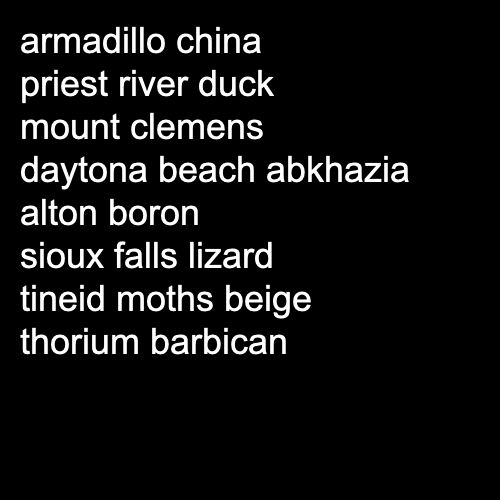 armadillo china
priest river duck
mount clemens
daytona beach abkhazia
alton boron
sioux falls lizard
tineid moths beige
thorium barbican